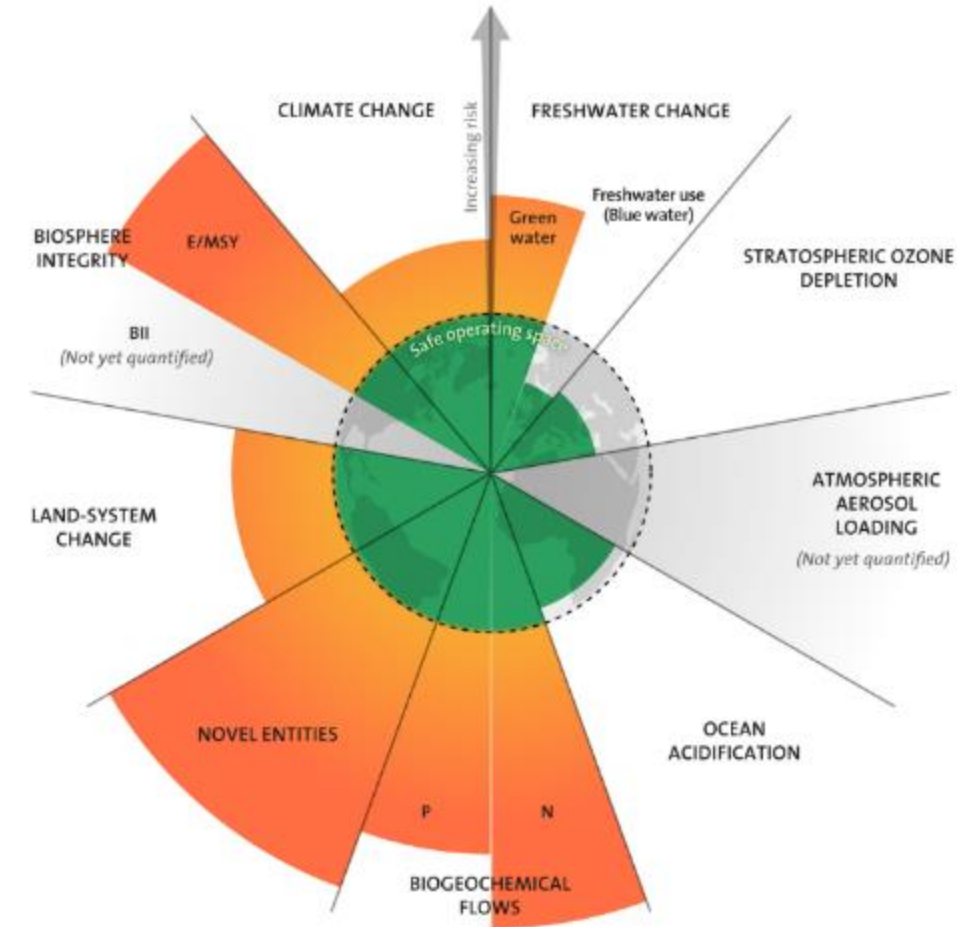 CLIMATE CHANGE
Increasing risk
FRESHWATER CHANGE
Green
water
Freshwater use
(Blue water)
STRATOSPHERIC OZONE
DEPLETION
ATMOSPHERIC
AEROSOL
LOADING
(Not yet quantified)
OCEAN
ACIDIFICATION
N
P
BIOGEOCHEMICAL
FLOWS
NOVEL ENTITIES
LAND-SYSTEM
CHANGE
BIOSPHERE
INTEGRITY
E/MSY
BII
(Not yet quantified)
Safe operating space